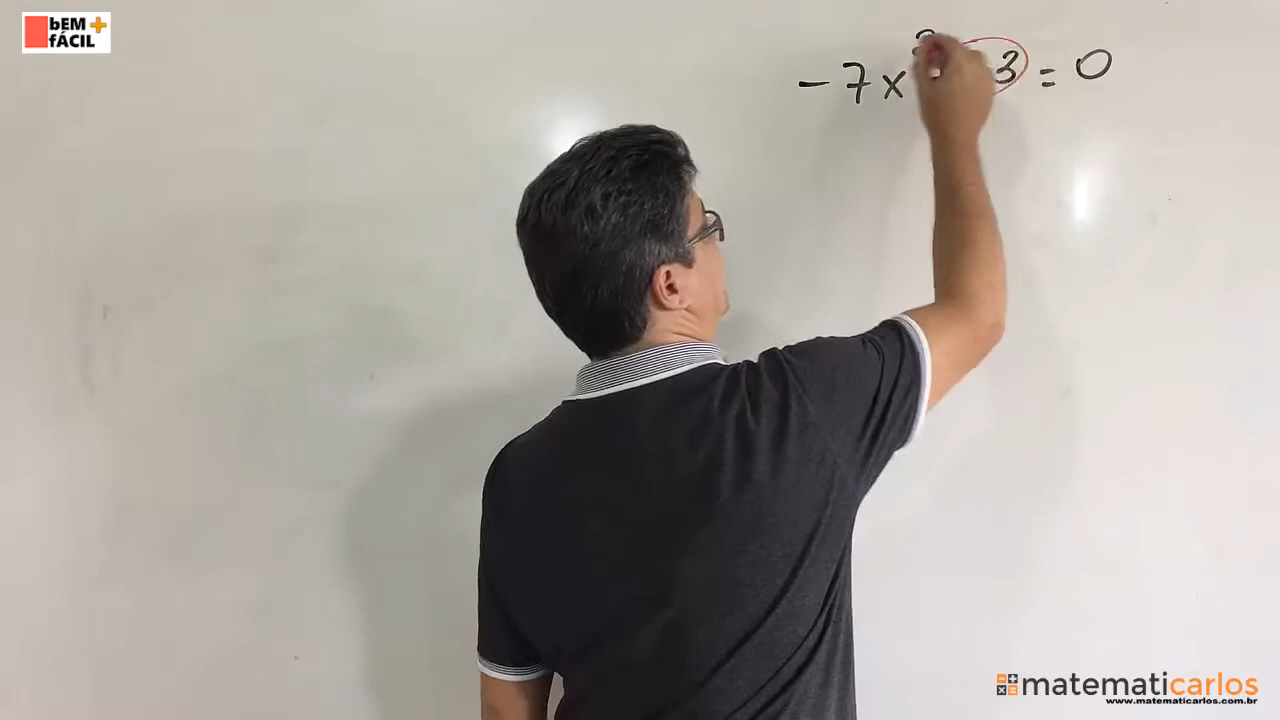 bEM +
fÁCIL
- 7x² 3 = 0
matematicarlos
www.matematicarlos.com.br